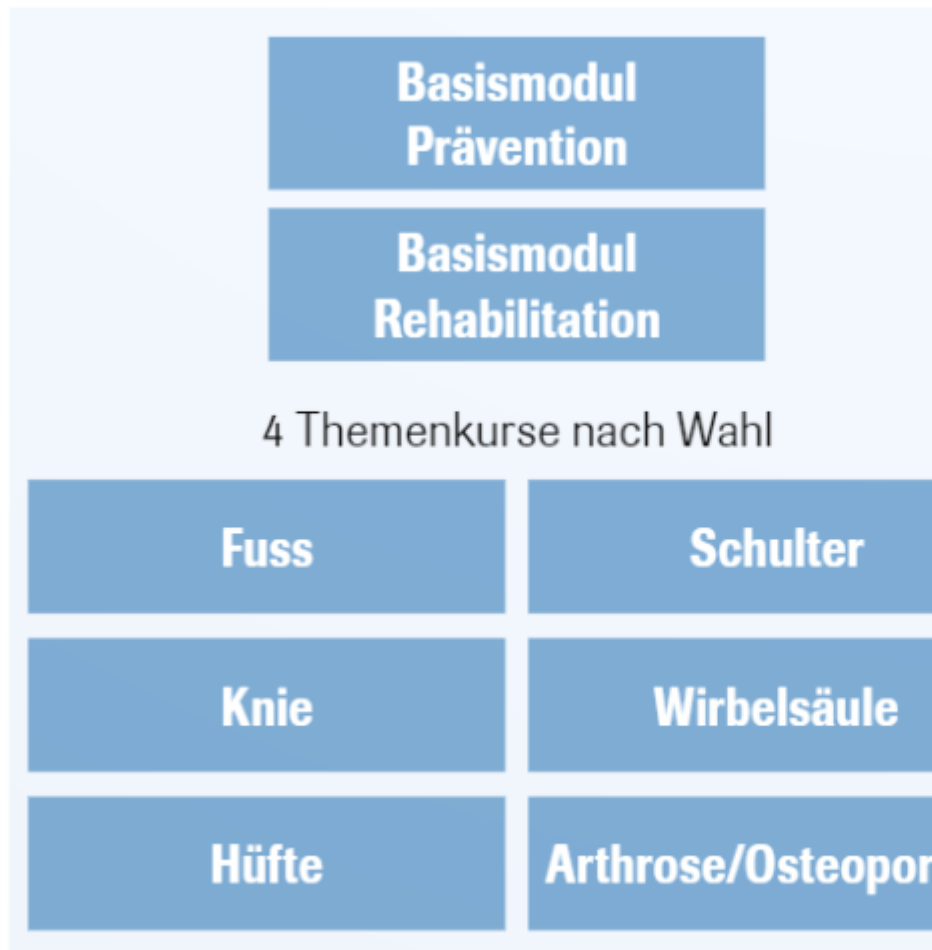 Basismodul
Prävention
Basismodul
Rehabilitation
4 Themenkurse nach Wahl
Fuss
Schulter
Knie
Wirbelsäule
Hüfte
Arthrose/Osteopor